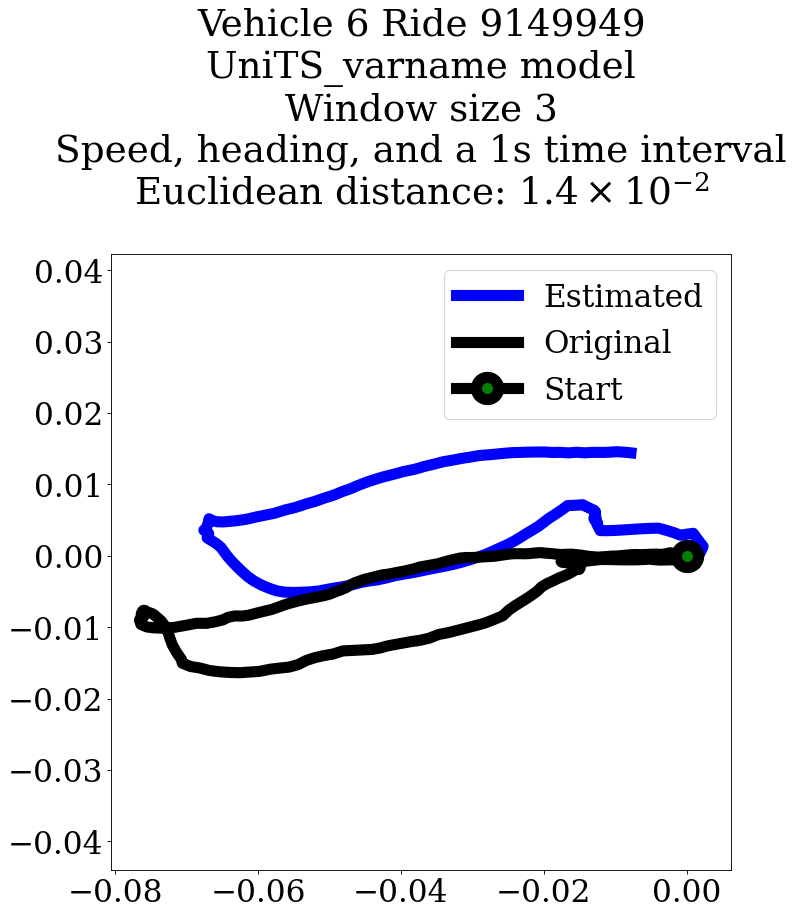 Vehicle 6 Ride 9149949
UniTS_varname model
Window size 3
Speed, heading, and a 1s time interval
Euclidean distance: 1.4 × 10⁻²
Estimated
Original
Start
0.04
0.03
0.02
0.01
0.00
−0.01
−0.02
−0.03
−0.04
−0.08 −0.06 −0.04 −0.02 0.00